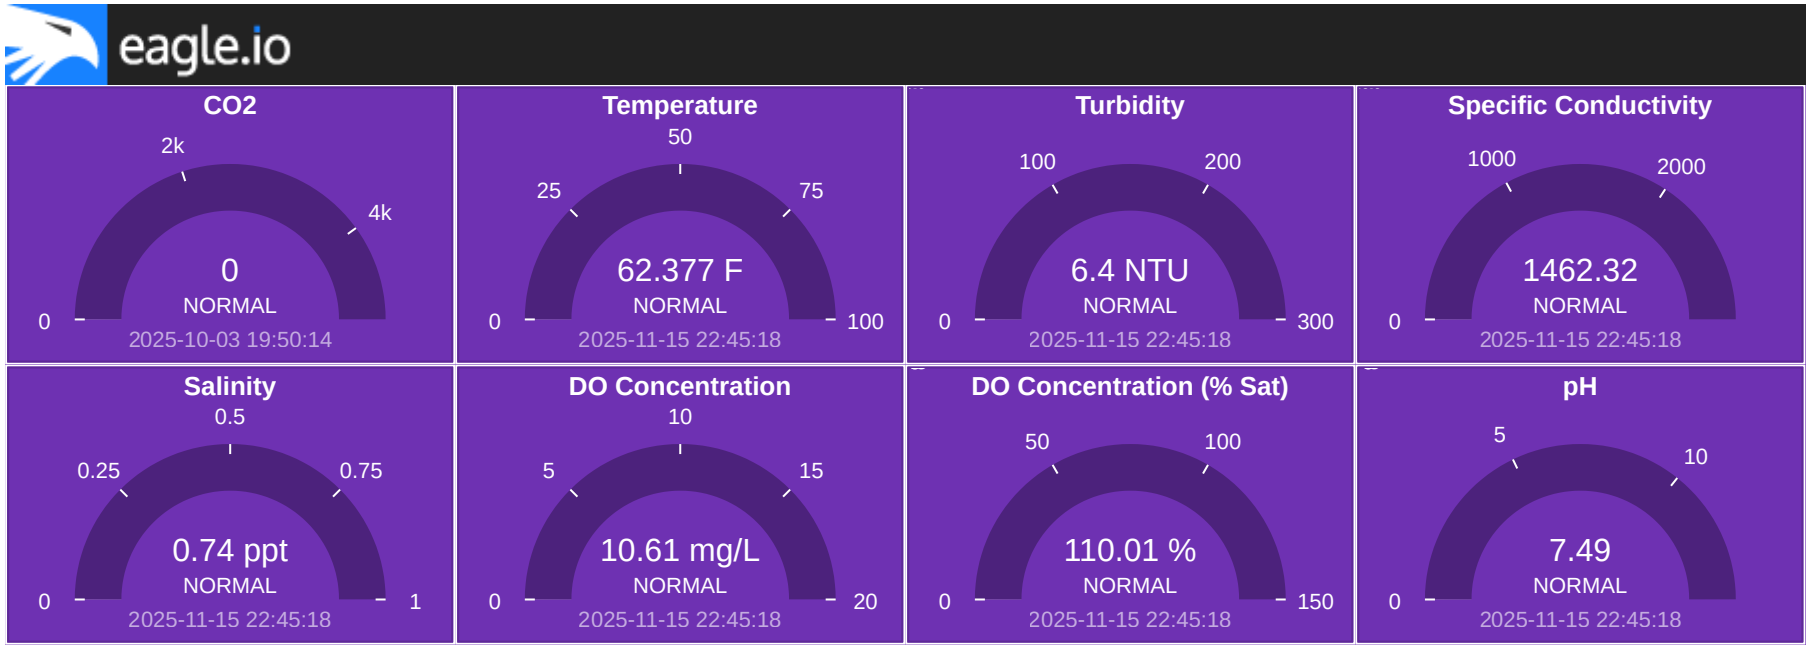 eagle.io
CO2
2k
4k
0
0
NORMAL
2025-10-03 19:50:14
Temperature
50
25
75
62.377 F
NORMAL
0
100
2025-11-15 22:45:18
Turbidity
100
200
6.4 NTU
NORMAL
0
300
2025-11-15 22:45:18
Specific Conductivity
1000
2000
1462.32
NORMAL
0
2025-11-15 22:45:18
Salinity
0.5
0.25
0.75
0.74 ppt
NORMAL
0
1
2025-11-15 22:45:18
DO Concentration
10
5
15
10.61 mg/L
NORMAL
0
20
2025-11-15 22:45:18
DO Concentration (% Sat)
50
100
110.01 %
NORMAL
0
150
2025-11-15 22:45:18
pH
5
10
7.49
NORMAL
0
2025-11-15 22:45:18